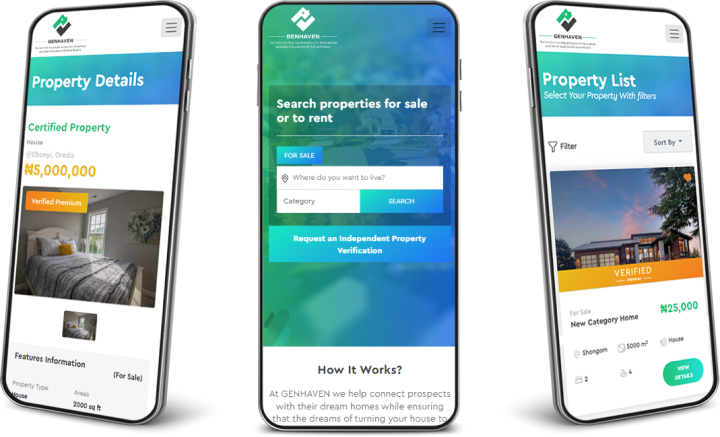 GENHAVEN
Property Details
Certified Property
House
Ebonyi, Oredo
₦5,000,000
Verified Premium
Features Information
(For Sale)
Property Type
Areas
House
2000 sq ft
GENHAVEN
Search properties for sale
or to rent
FOR SALE
Where do you want to live?
Category
SEARCH
Request an Independent Property
Verification
How It Works?
At GENHAVEN we help connect prospects
with their dream homes while ensuring
that the dreams of turning your house to
GENHAVEN
Property List
Select Your Property With filters
Filter
Sort By
VERIFIED
PREMIUM
For Sale
New Category Home
₦25,000
Shongom
5000 m²
House
2
4
VIEW
DETAILS